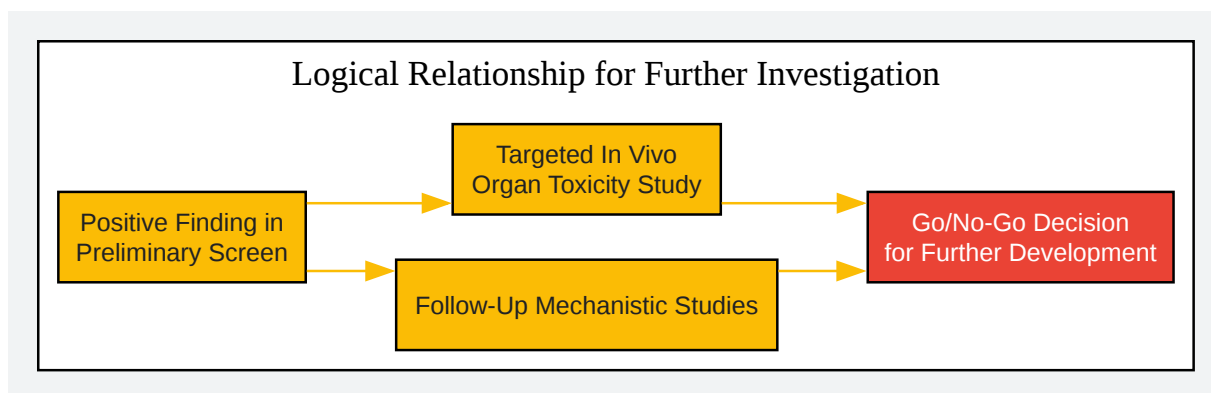 Logical Relationship for Further Investigation
Positive Finding in
Preliminary Screen
Targeted In Vivo
Organ Toxicity Study
Follow-Up Mechanistic Studies
Go/No-Go Decision
for Further Development